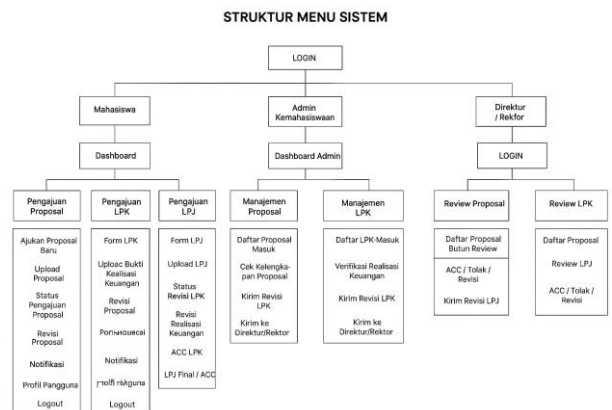 STRUKTUR MENU SISTEM
LOGIN
Mahasiswa
Admin
Kemahasiswaan
Direktur
/ Rekfor
Dashboard
Dashboard Admin
LOGIN
Pengajuan
Proposal
Pengajuan
LPK
Pengajuan
LPJ
Manajemen
Proposal
Manajemen
LPK
Review Proposal
Review LPK
Ajukan Proposal
Baru
Upload
Proposal
Status
Pengajuan
Proposal
Revisi
Proposal
Notifikasi
Profil Pangguna
Logout
Form LPK
Uploac Bukti
Kealisasi
Keuangan
Revisi
Proposal
Notifikasi
Logout
Form LPJ
Upload LPJ
Status
Revisi LPK
Revisi
Realisasi
Keuangan
ACC LPK
LPJ Final / ACC
Daftar Proposal
Masuk
Cek Kelengka-
pan Proposal
Kirim Revisi
LPK
Kirim ke
Direktur/Rektor
Daftar LPK-Masuk
Verifikasi Realisasi
Keuangan
Kirim Revisi LPK
Kirim ke
Direktur/Rektor
Daftar Proposal
Butun Review
ACC / Tolak /
Revisi
Kirim Revisi LPJ
Daftar Proposal
Review LPJ
ACC / Tolak /
Revisi